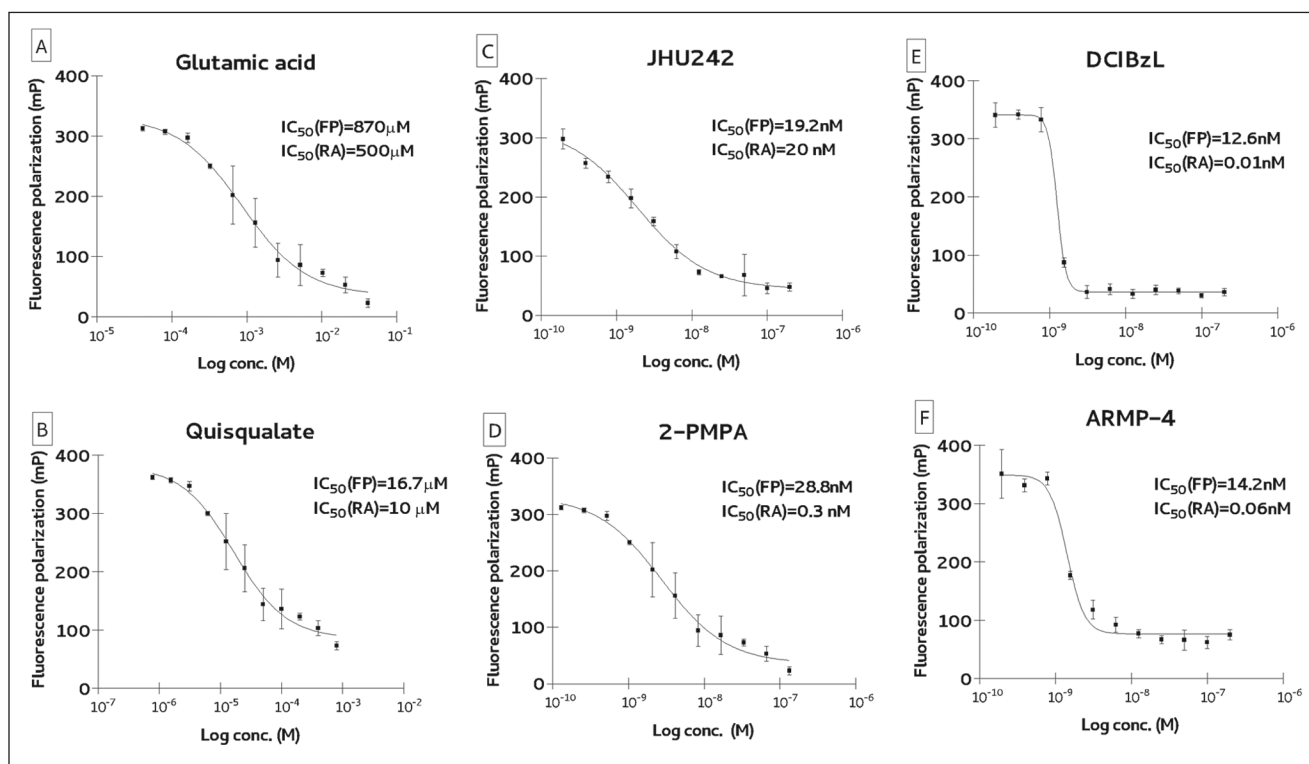 A
Glutamic acid
IC50(FP)=870μM
IC50(RA)=500μM
Fluorescence polarization (mP)
400
300
200
100
0
10-5
10-4
10-3
10-2
10-1
Log conc. (M)
C
JHU242
IC50(FP)=19.2nM
IC50(RA)=20 nM
Fluorescence polarization (mP)
400
300
200
100
0
10-10
10-9
10-8
10-7
10-6
Log conc. (M)
E
DCIBzL
IC50(FP)=12.6nM
IC50(RA)=0.01nM
Fluorescence polarization (mP)
400
300
200
100
0
10-10
10-9
10-8
10-7
10-6
Log conc. (M)
B
Quisqualate
IC50(FP)=16.7μM
IC50(RA)=10 μM
Fluorescence polarization (mP)
400
300
200
100
0
10-7
10-6
10-5
10-4
10-3
10-2
Log conc. (M)
D
2-PMPA
IC50(FP)=28.8nM
IC50(RA)=0.3 nM
Fluorescence polarization (mP)
400
300
200
100
0
10-10
10-9
10-8
10-7
10-6
Log conc. (M)
F
ARMP-4
IC50(FP)=14.2nM
IC50(RA)=0.06nM
Fluorescence polarization (mP)
400
300
200
100
0
10-10
10-9
10-8
10-7
10-6
Log conc. (M)